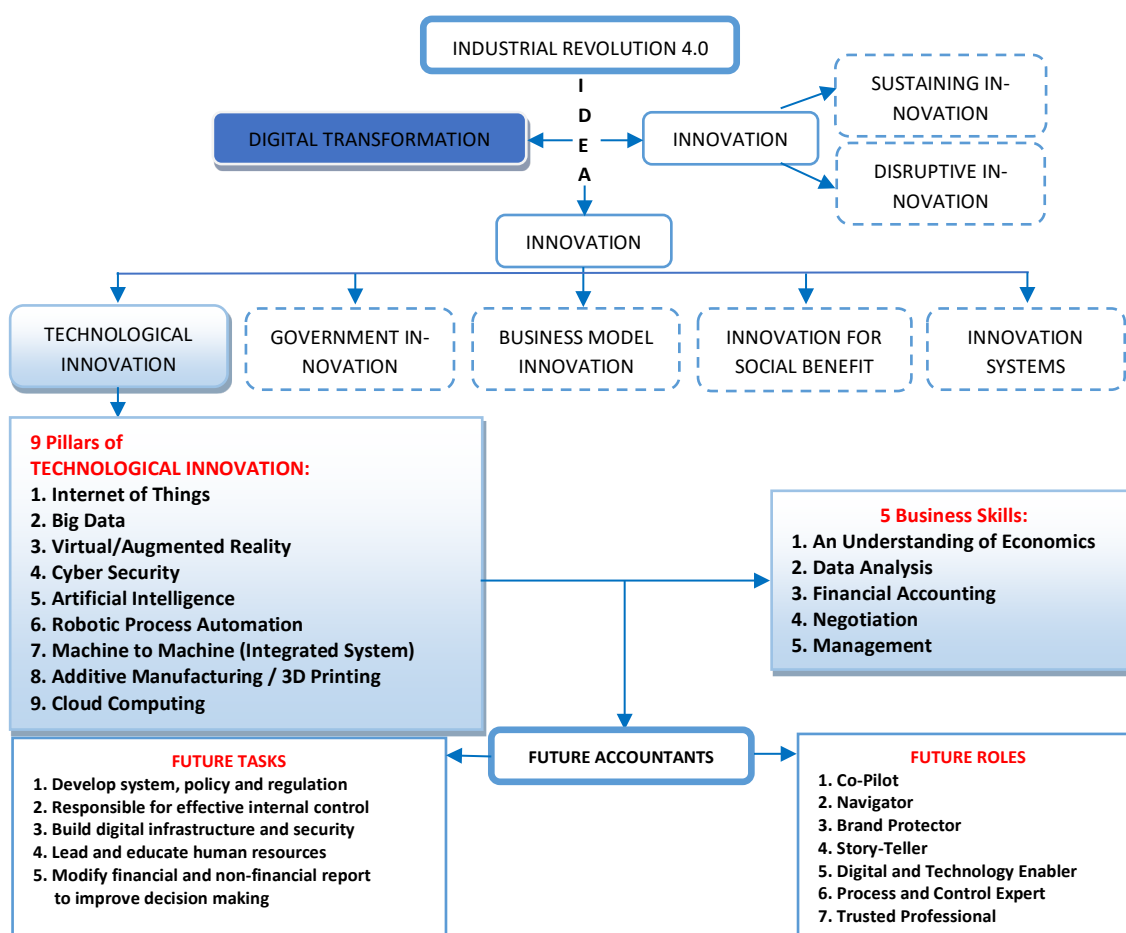 INDUSTRIAL REVOLUTION 4.0
I
D
E
A
DIGITAL TRANSFORMATION
INNOVATION
SUSTAINING IN-
NOVATION
DISRUPTIVE IN-
NOVATION
INNOVATION
TECHNOLOGICAL
INNOVATION
GOVERNMENT IN-
NOVATION
BUSINESS MODEL
INNOVATION
INNOVATION FOR
SOCIAL BENEFIT
INNOVATION
SYSTEMS
9 Pillars of
TECHNOLOGICAL INNOVATION:
1. Internet of Things
2. Big Data
3. Virtual/Augmented Reality
4. Cyber Security
5. Artificial Intelligence
6. Robotic Process Automation
7. Machine to Machine (Integrated System)
8. Additive Manufacturing / 3D Printing
9. Cloud Computing
5 Business Skills:
1. An Understanding of Economics
2. Data Analysis
3. Financial Accounting
4. Negotiation
5. Management
FUTURE ACCOUNTANTS
FUTURE TASKS
1. Develop system, policy and regulation
2. Responsible for effective internal control
3. Build digital infrastructure and security
4. Lead and educate human resources
5. Modify financial and non-financial report
to improve decision making
FUTURE ROLES
1. Co-Pilot
2. Navigator
3. Brand Protector
4. Story-Teller
5. Digital and Technology Enabler
6. Process and Control Expert
7. Trusted Professional